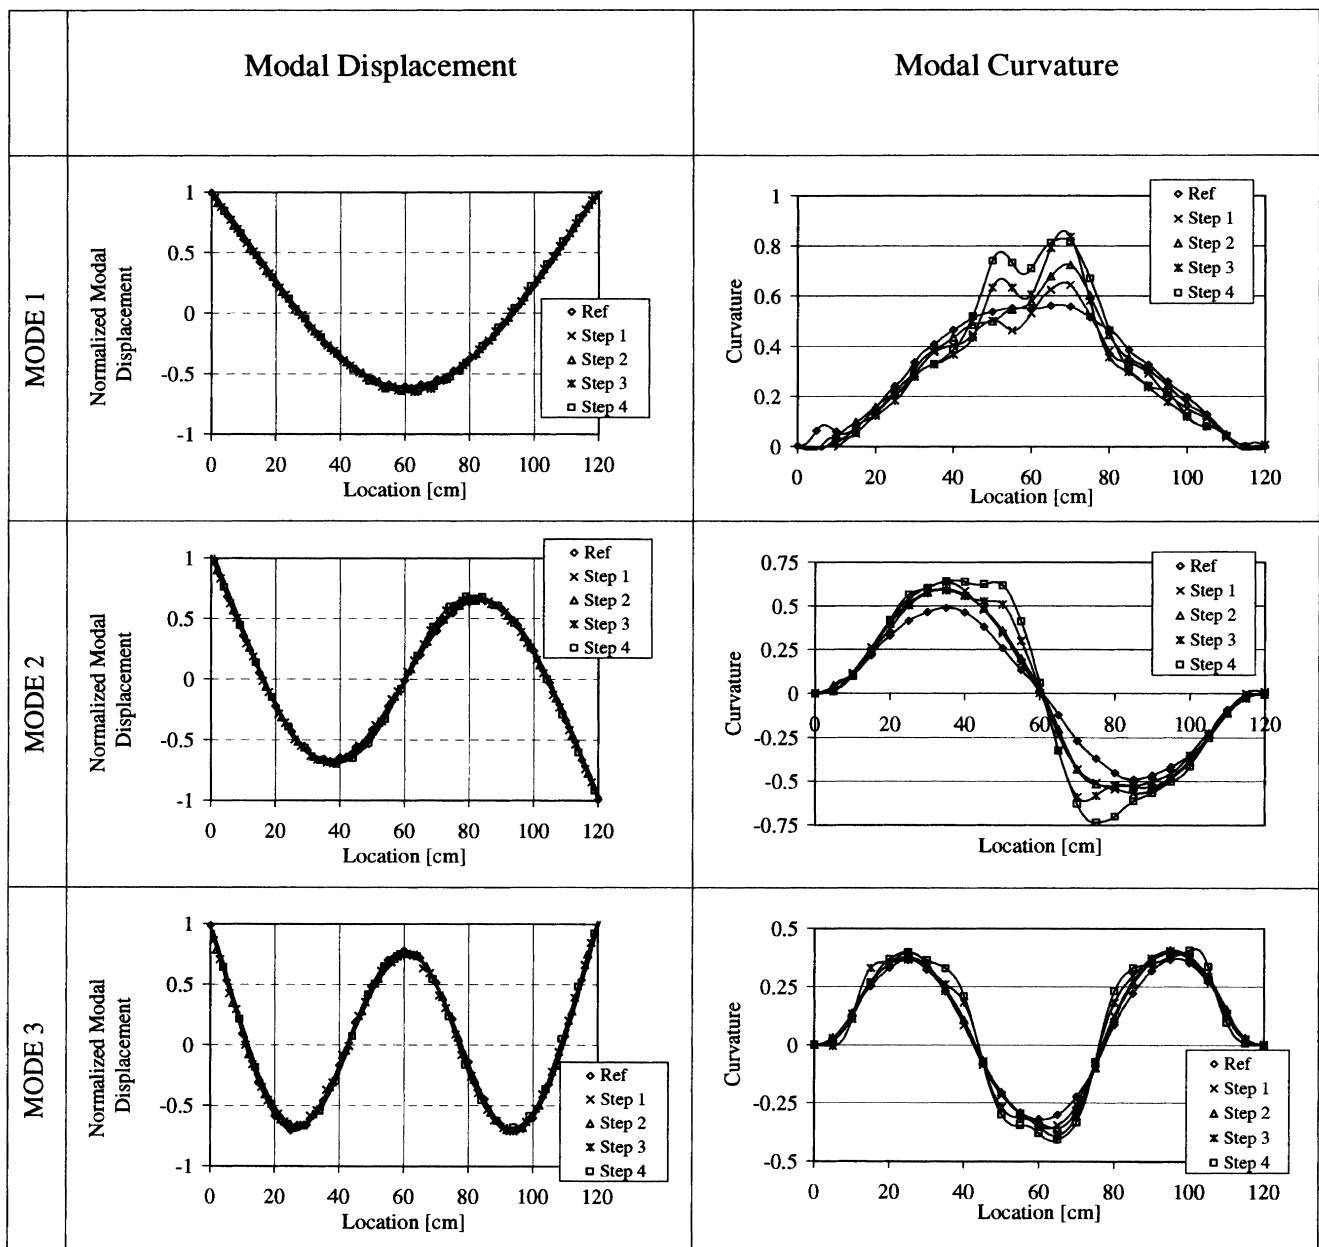 Modal Displacement
Modal Curvature
MODE 1
Normalized Modal
Displacement
1
0.5
0
-0.5
-1
0 20 40 60 80 100 120
Location [cm]
Ref
Step 1
Step 2
Step 3
Step 4
Curvature
1
0.8
0.6
0.4
0.2
0
0 20 40 60 80 100 120
Location [cm]
Ref
Step 1
Step 2
Step 3
Step 4
MODE 2
Normalized Modal
Displacement
1
0.5
0
-0.5
-1
0 20 40 60 80 100 120
Location [cm]
Ref
Step 1
Step 2
Step 3
Step 4
Curvature
0.75
0.5
0.25
0
-0.25
-0.5
-0.75
0 20 40 60 80 100 120
Location [cm]
Ref
Step 1
Step 2
Step 3
Step 4
MODE 3
Normalized Modal
Displacement
1
0.5
0
-0.5
-1
0 20 40 60 80 100 120
Location [cm]
Ref
Step 1
Step 2
Step 3
Step 4
Curvature
0.5
0.25
0
-0.25
-0.5
0 20 40 60 80 100 120
Location [cm]
Ref
Step 1
Step 2
Step 3
Step 4